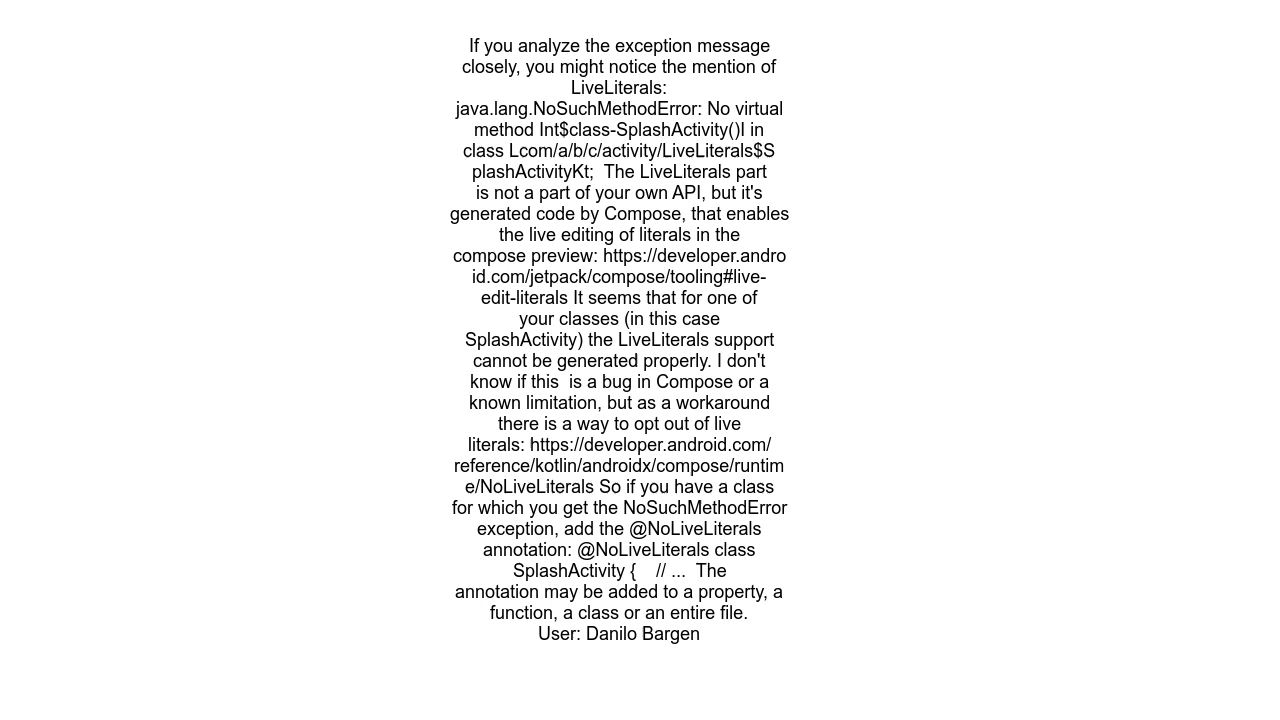 If you analyze the exception message
closely, you might notice the mention of
LiveLiterals:
java.lang.NoSuchMethodError: No virtual
method Int$class-SplashActivity()I in
class Lcom/a/b/c/activity/LiveLiterals$S
plashActivityKt;  The LiveLiterals part
is not a part of your own API, but it's
generated code by Compose, that enables
the live editing of literals in the
compose preview: https://developer.andro
id.com/jetpack/compose/tooling#live-
edit-literals It seems that for one of
your classes (in this case
SplashActivity) the LiveLiterals support
cannot be generated properly. I don't
know if this  is a bug in Compose or a
known limitation, but as a workaround
there is a way to opt out of live
literals: https://developer.android.com/
reference/kotlin/androidx/compose/runtim
e/NoLiveLiterals So if you have a class
for which you get the NoSuchMethodError
exception, add the @NoLiveLiterals
annotation: @NoLiveLiterals class
SplashActivity {    // ...  The
annotation may be added to a property, a
function, a class or an entire file.
User: Danilo Bargen